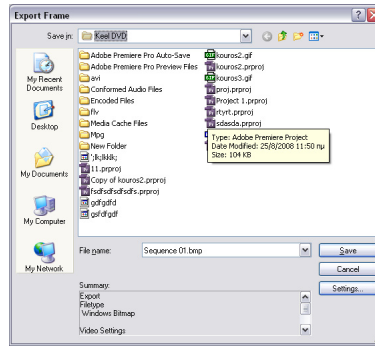 Export Frame
Save in:
Keel DVD
My Recent
Documents
Desktop
My Documents
My Computer
My Network
Adobe Premiere Pro Auto-Save
Adobe Premiere Pro Preview Files
avi
Conformed Audio Files
Encoded Files
flv
Media Cache Files
Mpg
New Folder
';lk;lkklk;
11.prproj
Copy of kouros2.prproj
fsdfsdfsdfsdfs.prproj
gdfgdfd
gsfdfgdf
kouros2.gif
kouros2.prproj
kouros3.gif
proj.prproj
Project 1.prproj
rtyrt.prproj
sdasda.prproj
Type: Adobe Premiere Project
Date Modified: 25/8/2008 11:50 πμ
Size: 104 KB
File name:
Sequence 01.bmp
Save
Cancel
Settings...
Summary:
Export
Filetype
Windows Bitmap
Video Settings